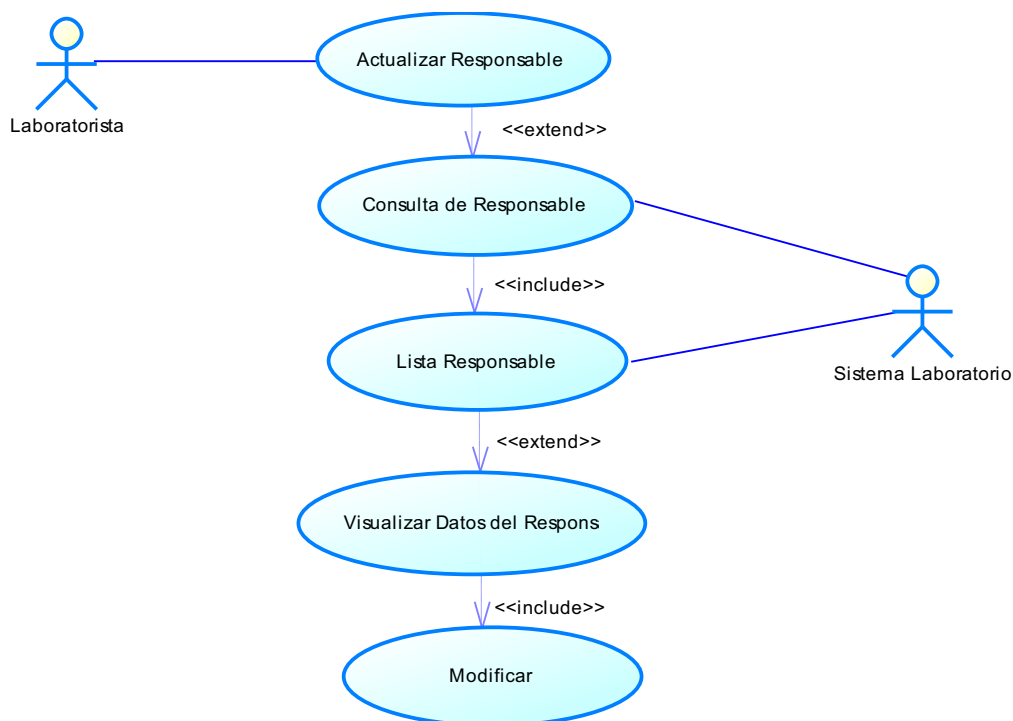 Actualizar Responsable
Laboratorista
<<extend>>
Consulta de Responsable
<<include>>
Lista Responsable
Sistema Laboratorio
<<extend>>
Visualizar Datos del Respons
<<include>>
Modificar